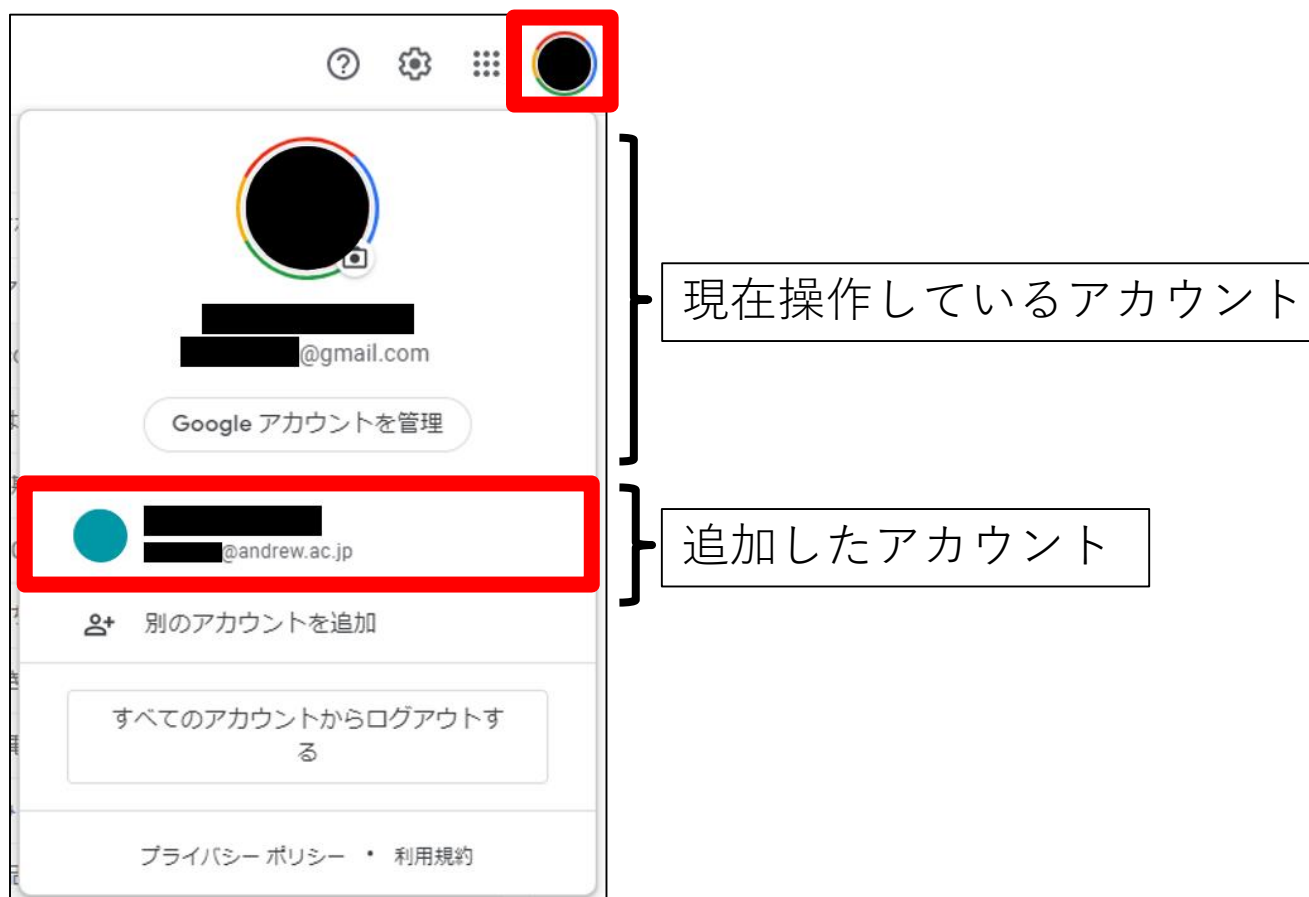 現在操作しているアカウント
@gmail.com
Google アカウントを管理
追加したアカウント
@andrew.ac.jp
別のアカウントを追加
すべてのアカウントからログアウトす
る
プライバシー ポリシー • 利用規約